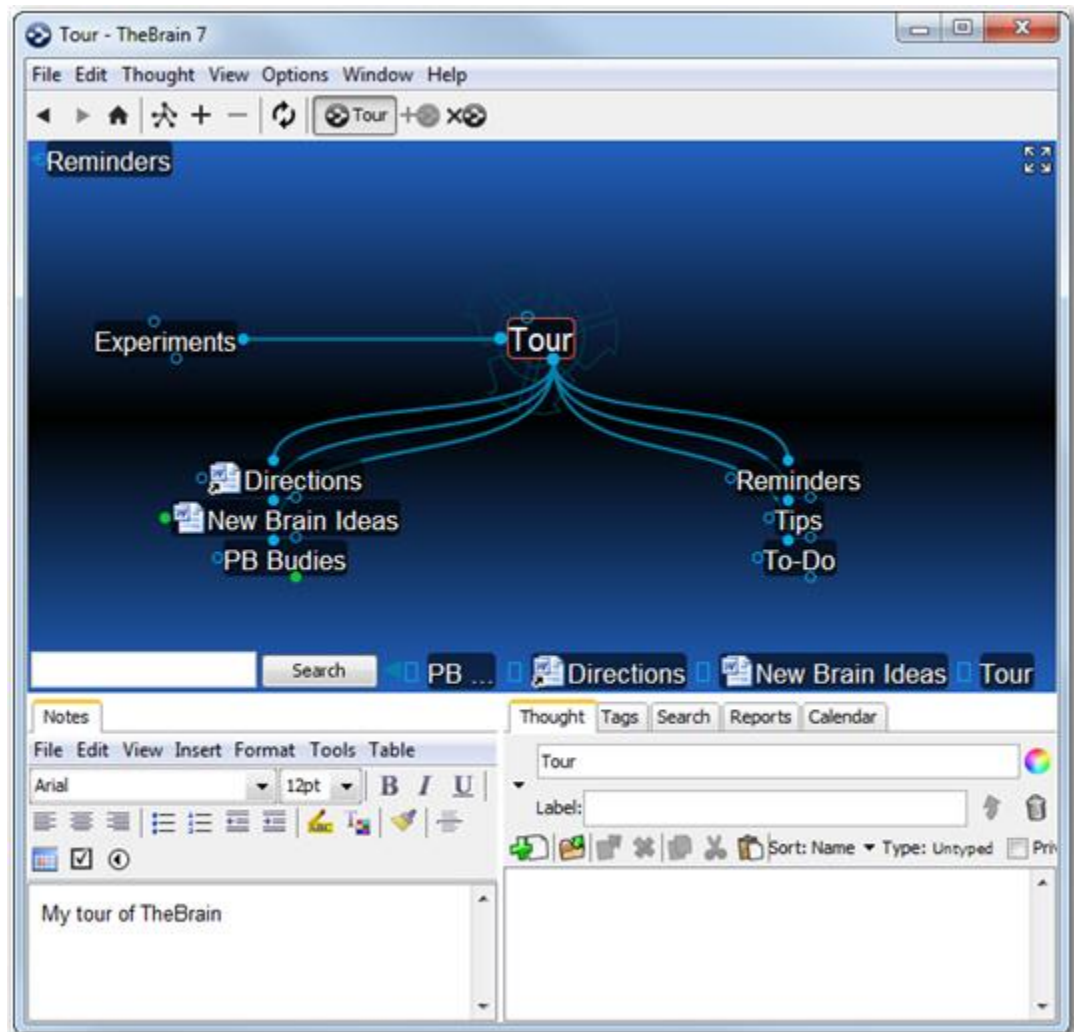 Tour - TheBrain 7
File Edit Thought View Options Window Help
Tour
Reminders
Experiments
Tour
Directions
New Brain Ideas
PB Budies
Reminders
Tips
To-Do
Search
PB ...
Directions
New Brain Ideas
Tour
Notes
File Edit View Insert Format Tools Table
Arial 12pt B I U
My tour of TheBrain
Thought Tags Search Reports Calendar
Tour
Label:
Sort: Name Type: Untyped Priv